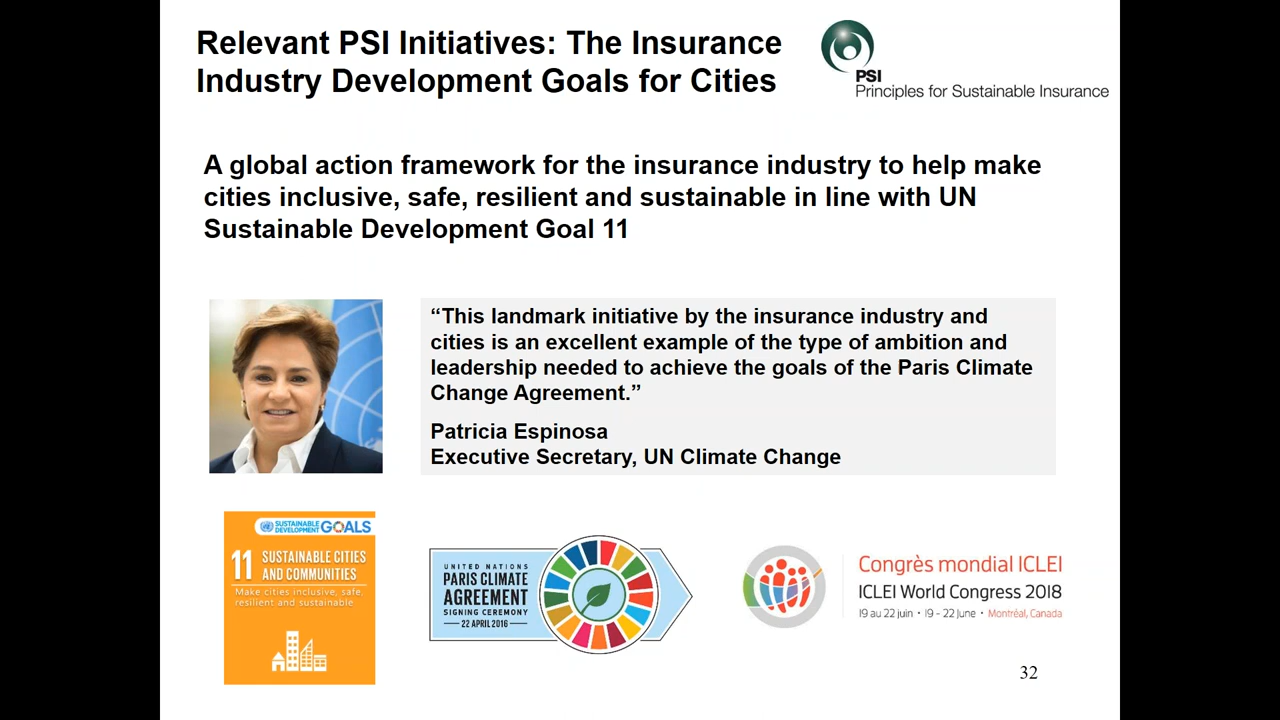 Relevant PSI Initiatives: The Insurance
Industry Development Goals for Cities
PSI
Principles for Sustainable Insurance
A global action framework for the insurance industry to help make
cities inclusive, safe, resilient and sustainable in line with UN
Sustainable Development Goal 11
“This landmark initiative by the insurance industry and
cities is an excellent example of the type of ambition and
leadership needed to achieve the goals of the Paris Climate
Change Agreement.”
Patricia Espinosa
Executive Secretary, UN Climate Change
SUSTAINABLE
DEVELOPMENT GOALS
11 SUSTAINABLE CITIES
AND COMMUNITIES
Make cities inclusive, safe,
resilient and sustainable
UNITED NATIONS
PARIS CLIMATE
AGREEMENT
SIGNING CEREMONY
22 APRIL 2016
Congrès mondial ICLEI
ICLEI World Congress 2018
19 au 22 juin • 19 - 22 June • Montréal, Canada
32